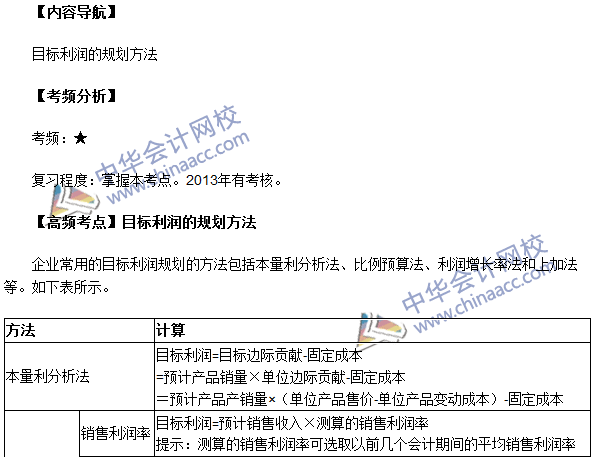 【内容导航】
目标利润的规划方法
【考频分析】
考频：★
复习程度：掌握本考点。2013年有考核。
【高频考点】目标利润的规划方法
企业常用的目标利润规划的方法包括本量利分析法、比例预算法、利润增长率法和上加法
等。如下表所示。
方法 计算
本量利分析法
目标利润=目标边际贡献-固定成本
=预计产品销量×单位边际贡献-固定成本
＝预计产品产销量×（单位产品售价-单位产品变动成本）-固定成本
销售利润率
目标利润=预计销售收入×测算的销售利润率
提示：测算的销售利润率可选取以前几个会计期间的平均销售利润率
中华会计网校
www.chinaacc.com
中华会计网校
www.chinaacc.com